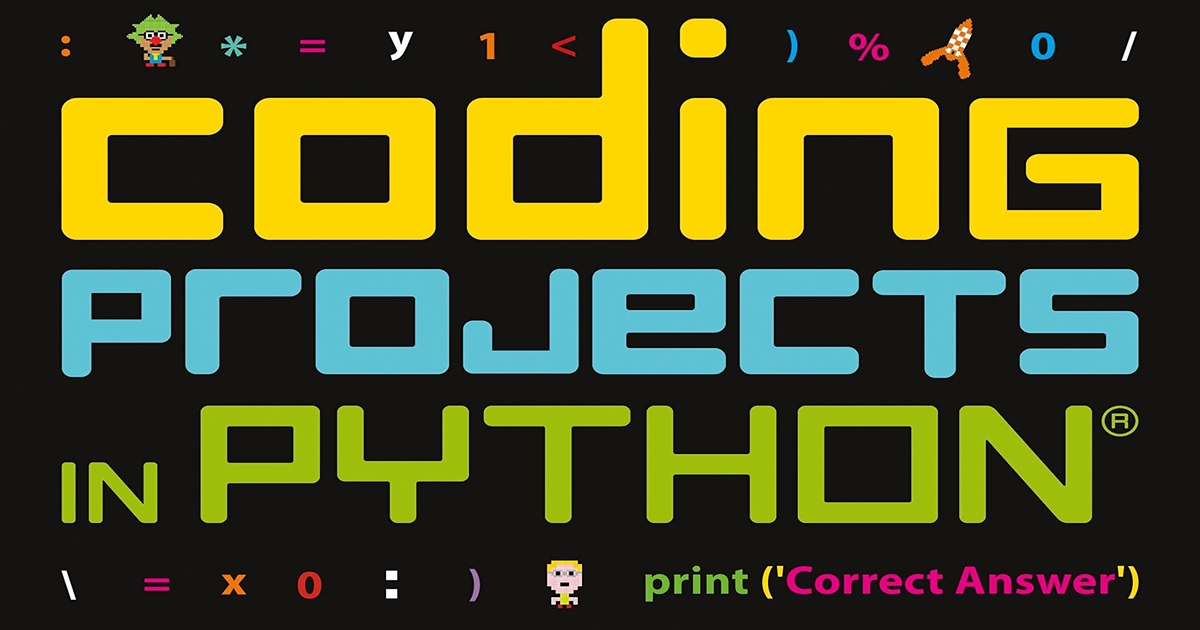 : * = y 1 < ) % 0 /
coding
projects
in PYTHON®
\ = x 0 : ) print ('Correct Answer')